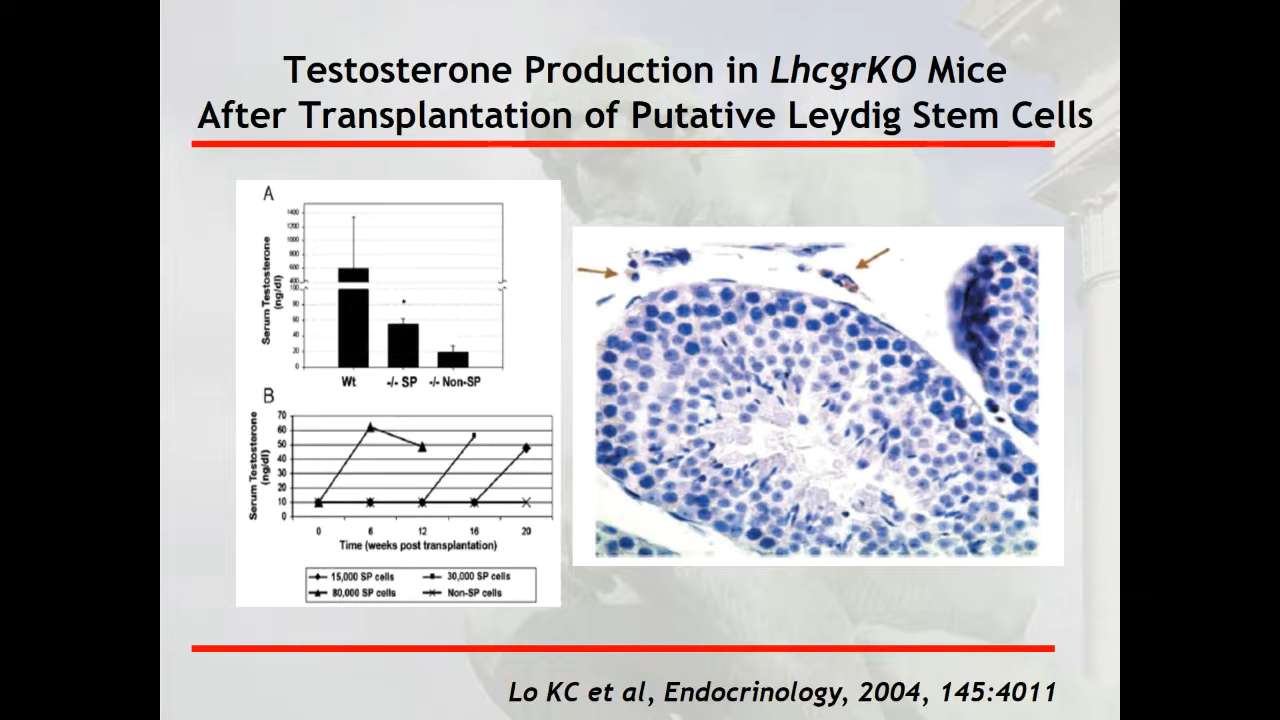 Testosterone Production in LhcgrKO Mice
After Transplantation of Putative Leydig Stem Cells
A
Serum Testosterone
(ng/dl)
1400
1200
1000
800
600
400
100
80
60
40
20
0
*
Wt
-/- SP
-/- Non-SP
B
Serum Testosterone
(ng/dl)
70
60
50
40
30
20
10
0
0 6 12 16 20
Time (weeks post transplantation)
15,000 SP cells 30,000 SP cells
80,000 SP cells Non-SP cells
Lo KC et al, Endocrinology, 2004, 145:4011